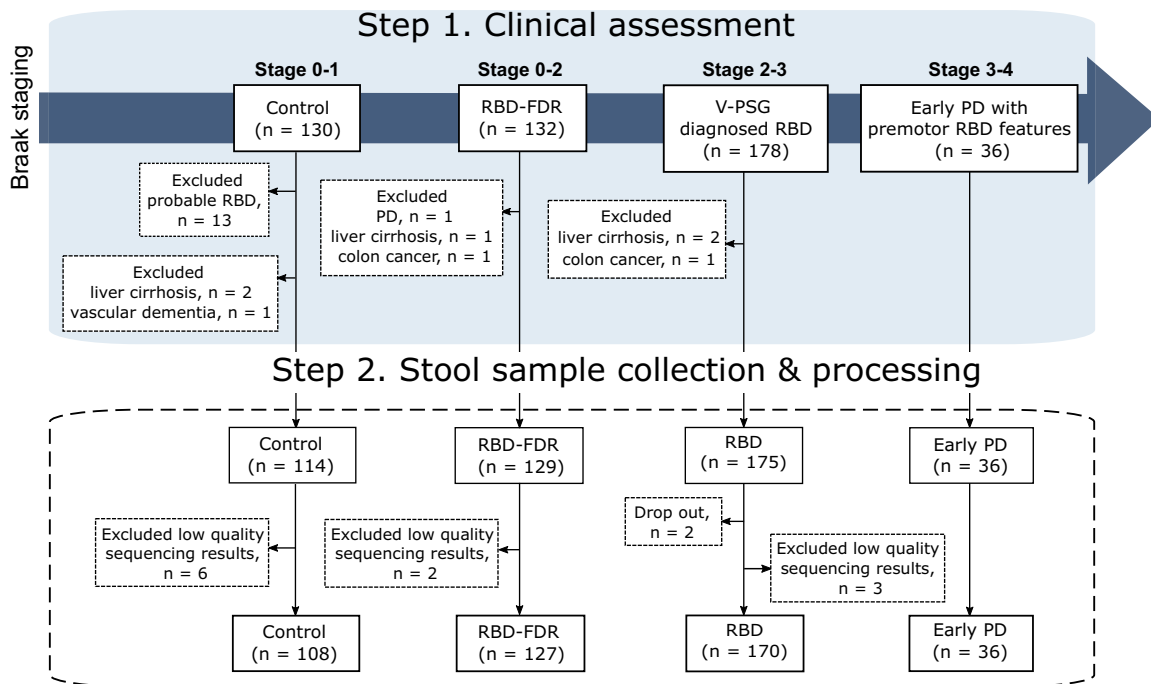 Step 1. Clinical assessment
Braak staging
Stage 0-1
Control
(n = 130)
Stage 0-2
RBD-FDR
(n = 132)
Stage 2-3
V-PSG
diagnosed RBD
(n = 178)
Stage 3-4
Early PD with
premotor RBD features
(n = 36)
Excluded
probable RBD,
n = 13
Excluded
liver cirrhosis, n = 2
vascular dementia, n = 1
Excluded
PD, n = 1
liver cirrhosis, n = 1
colon cancer, n = 1
Excluded
liver cirrhosis, n = 2
colon cancer, n = 1
Step 2. Stool sample collection & processing
Control
(n = 114)
RBD-FDR
(n = 129)
RBD
(n = 175)
Early PD
(n = 36)
Excluded low quality
sequencing results,
n = 6
Excluded low quality
sequencing results,
n = 2
Drop out,
n = 2
Excluded low quality
sequencing results,
n = 3
Control
(n = 108)
RBD-FDR
(n = 127)
RBD
(n = 170)
Early PD
(n = 36)